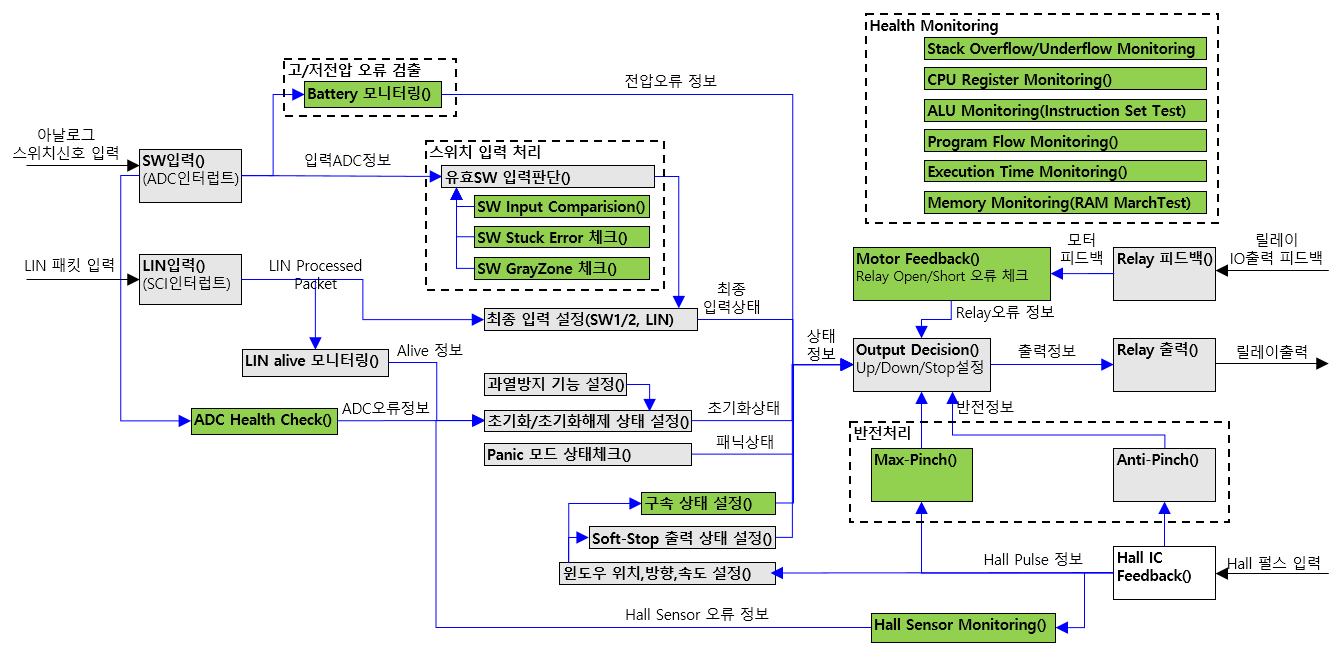 Health Monitoring
Stack Overflow/Underflow Monitoring
CPU Register Monitoring()
ALU Monitoring(Instruction Set Test)
Program Flow Monitoring()
Execution Time Monitoring()
Memory Monitoring(RAM MarchTest)
고/저전압 오류 검출
Battery 모니터링()
전압오류 정보
아날로그
스위치신호 입력
SW입력()
(ADC인터럽트)
입력ADC정보
스위치 입력 처리
유효SW 입력판단()
SW Input Comparision()
SW Stuck Error 체크()
SW GrayZone 체크()
LIN 패킷 입력
LIN입력()
(SCI인터럽트)
LIN Processed
Packet
최종 입력 설정(SW1/2, LIN)
최종
입력상태
LIN alive 모니터링()
Alive 정보
상태
정보
Motor Feedback()
Relay Open/Short 오류 체크
모터
피드백
Relay 피드백()
릴레이
IO출력 피드백
Relay오류 정보
Output Decision()
Up/Down/Stop설정
출력정보
Relay 출력()
릴레이출력
과열방지 기능 설정()
ADC Health Check()
ADC오류정보
초기화/초기화해제 상태 설정()
초기화상태
Panic 모드 상태체크()
패닉상태
반전정보
반전처리
Max-Pinch()
Anti-Pinch()
구속 상태 설정()
Soft-Stop 출력 상태 설정()
윈도우 위치,방향,속도 설정()
Hall Pulse 정보
Hall IC
Feedback()
Hall 펄스 입력
Hall Sensor 오류 정보
Hall Sensor Monitoring()